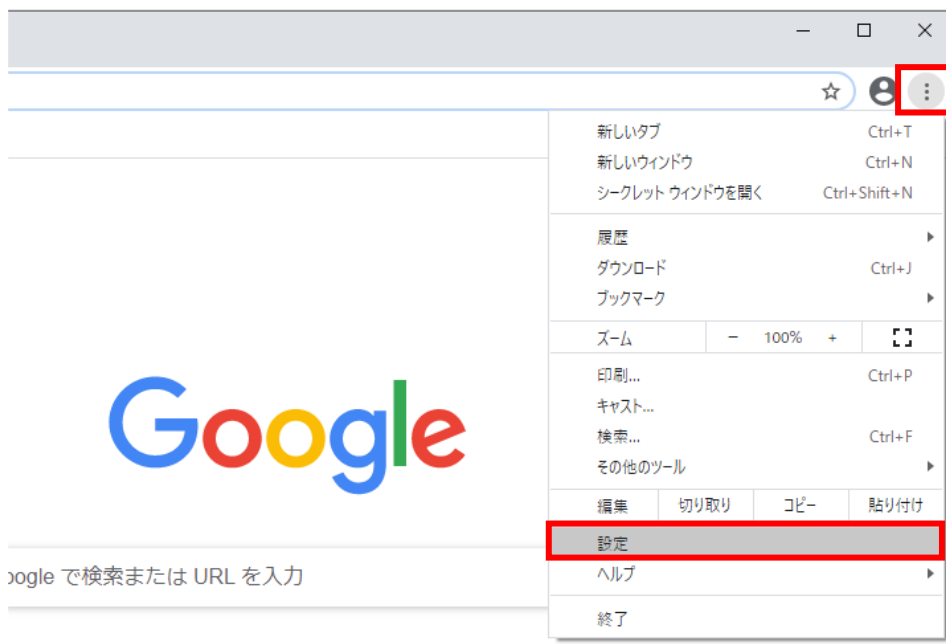 新しいタブ Ctrl+T
新しいウィンドウ Ctrl+N
シークレット ウィンドウを開く Ctrl+Shift+N
履歴
ダウンロード Ctrl+J
ブックマーク
ズーム − 100% +
印刷... Ctrl+P
キャスト...
検索... Ctrl+F
その他のツール
編集 切り取り コピー 貼り付け
設定
ヘルプ
終了
Google
oogle で検索または URL を入力